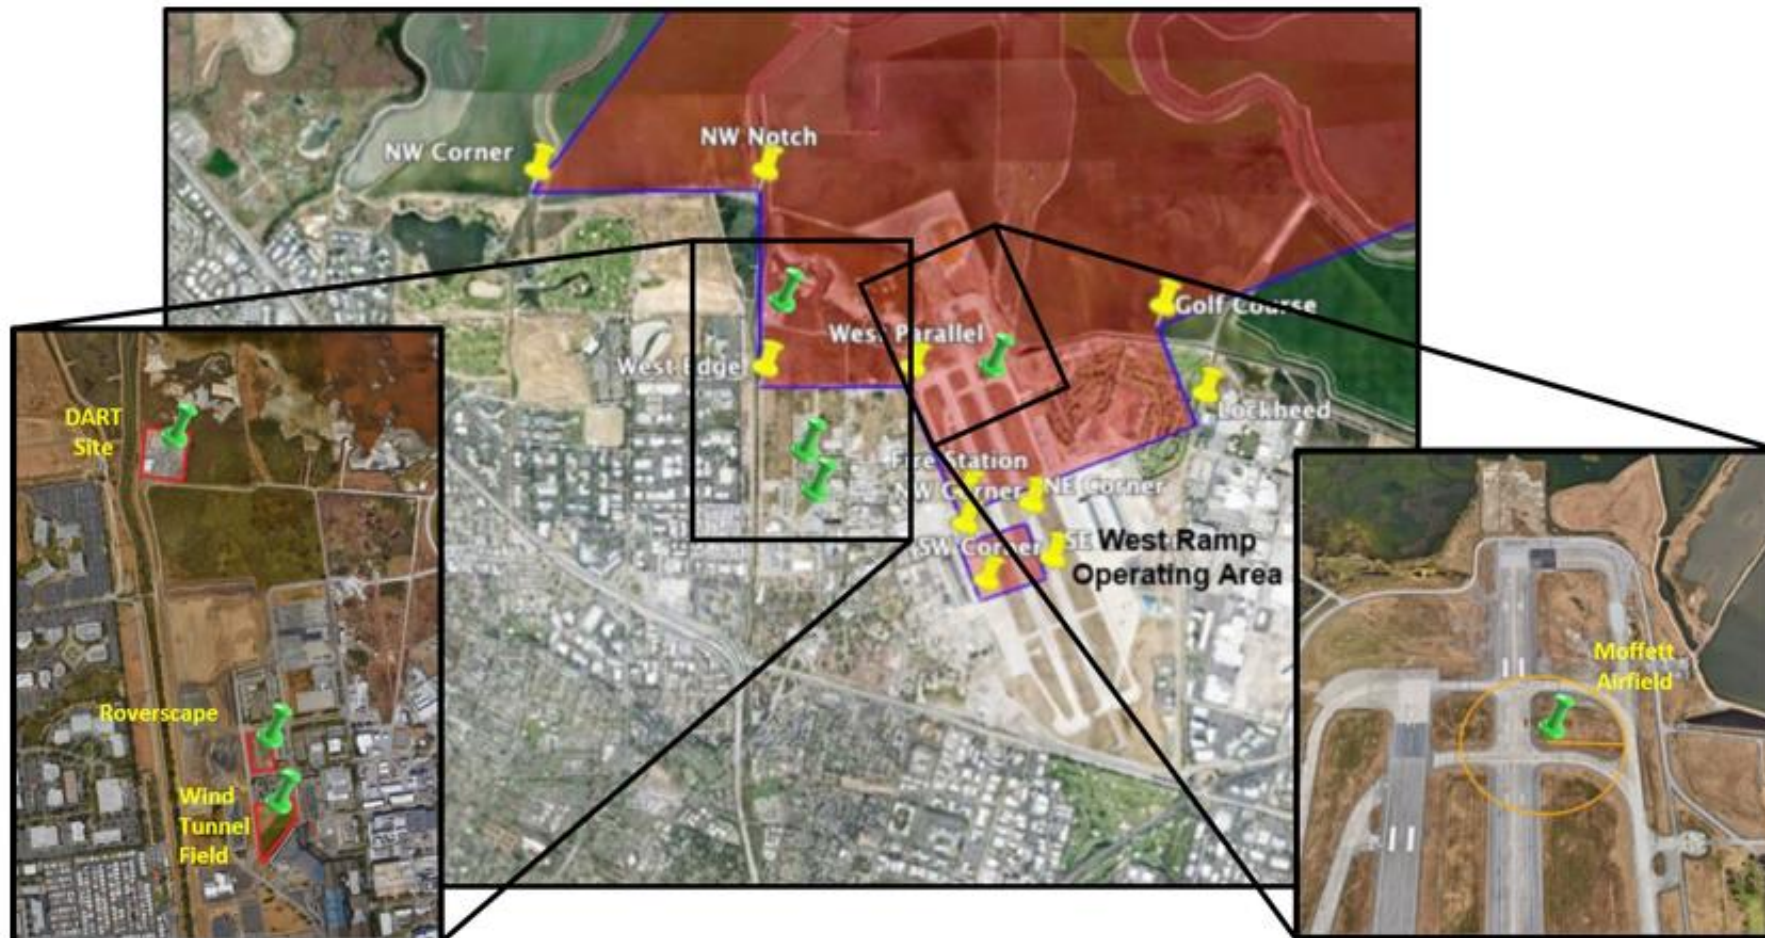 NW Corner
NW Notch
Golf Course
West Parallel
West Edge
Lockheed
Fire Station
NW Corner
NE Corner
SW Corner
SE
West Ramp
Operating Area
DART
Site
Roverscape
Wind
Tunnel
Field
Moffett
Airfield